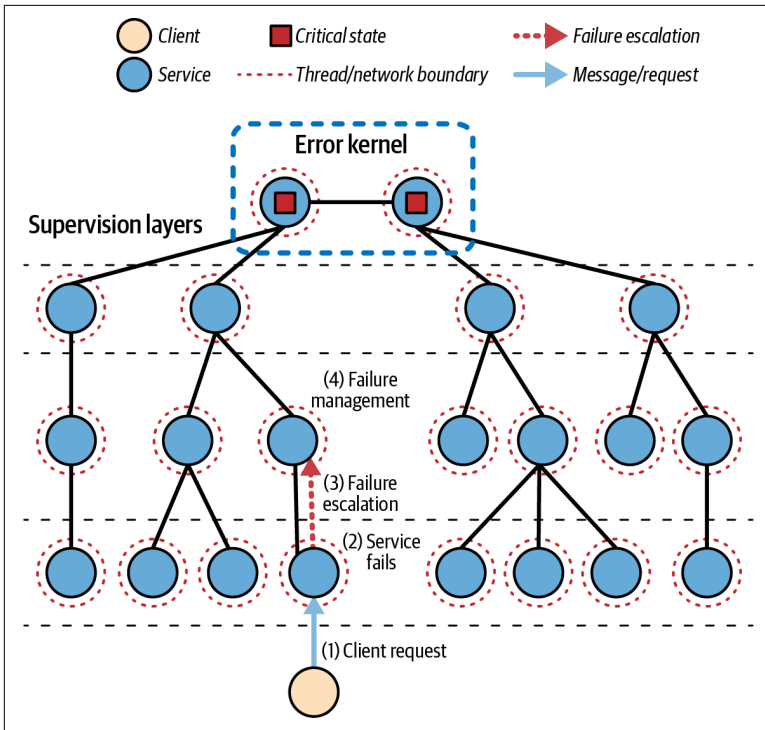 Client
Critical state
Failure escalation
Service
Thread/network boundary
Message/request
Error kernel
Supervision layers
(4) Failure
management
(3) Failure
escalation
(2) Service
fails
(1) Client request